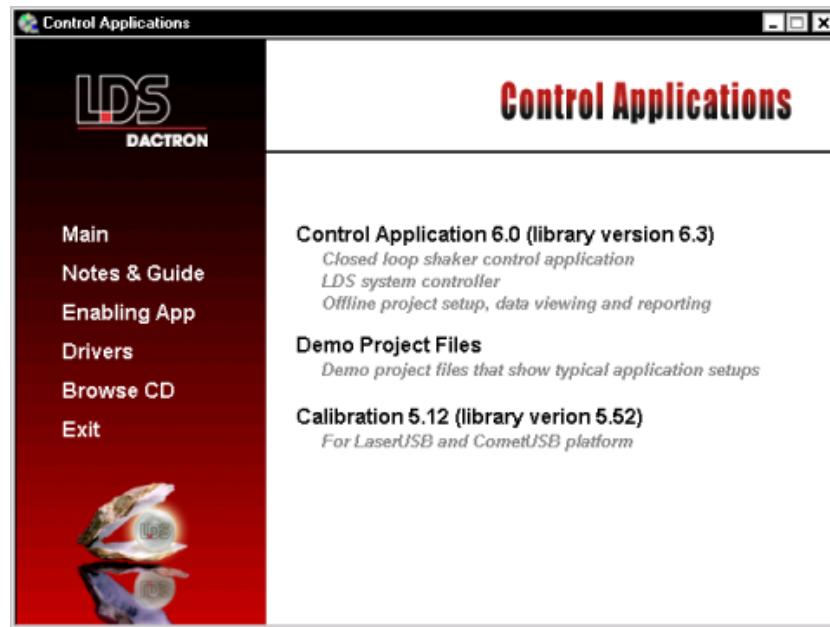 Control Applications
LDS
DACTRON
Control Applications
Main
Notes & Guide
Enabling App
Drivers
Browse CD
Exit
LDS
LDS
Control Application 6.0 (library version 6.3)
Closed loop shaker control application
LDS system controller
Offline project setup, data viewing and reporting
Demo Project Files
Demo project files that show typical application setups
Calibration 5.12 (library verion 5.52)
For LaserUSB and CometUSB platform